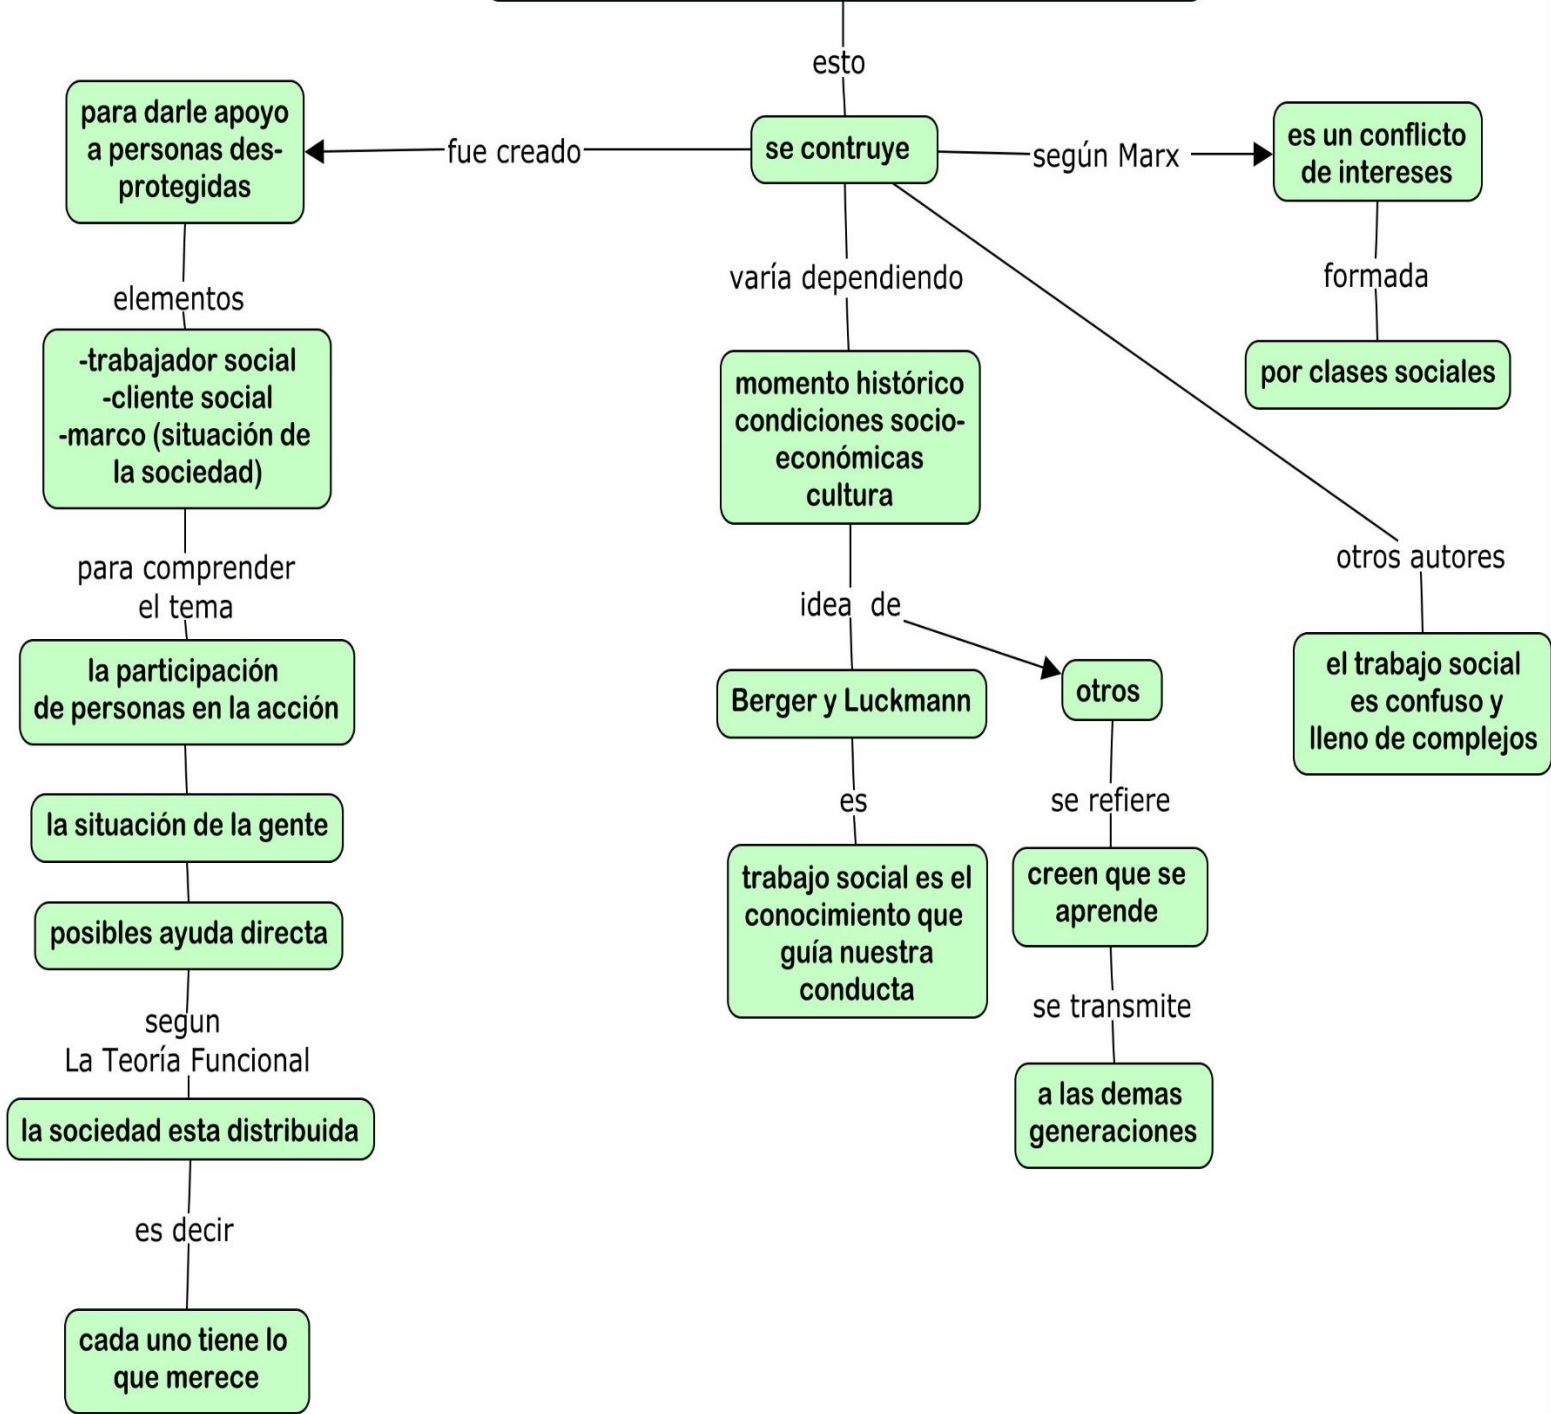 esto
para darle apoyo
a personas des-
protegidas
fue creado
se contruye
según Marx
es un conflicto
de intereses
elementos
varía dependiendo
formada
-trabajador social
-cliente social
-marco (situación de
la sociedad)
momento histórico
condiciones socio-
económicas
cultura
por clases sociales
para comprender
el tema
idea de
otros autores
la participación
de personas en la acción
Berger y Luckmann
otros
el trabajo social
es confuso y
lleno de complejos
la situación de la gente
es
se refiere
posibles ayuda directa
trabajo social es el
conocimiento que
guía nuestra
conducta
creen que se
aprende
segun
La Teoría Funcional
se transmite
la sociedad esta distribuida
a las demas
generaciones
es decir
cada uno tiene lo
que merece